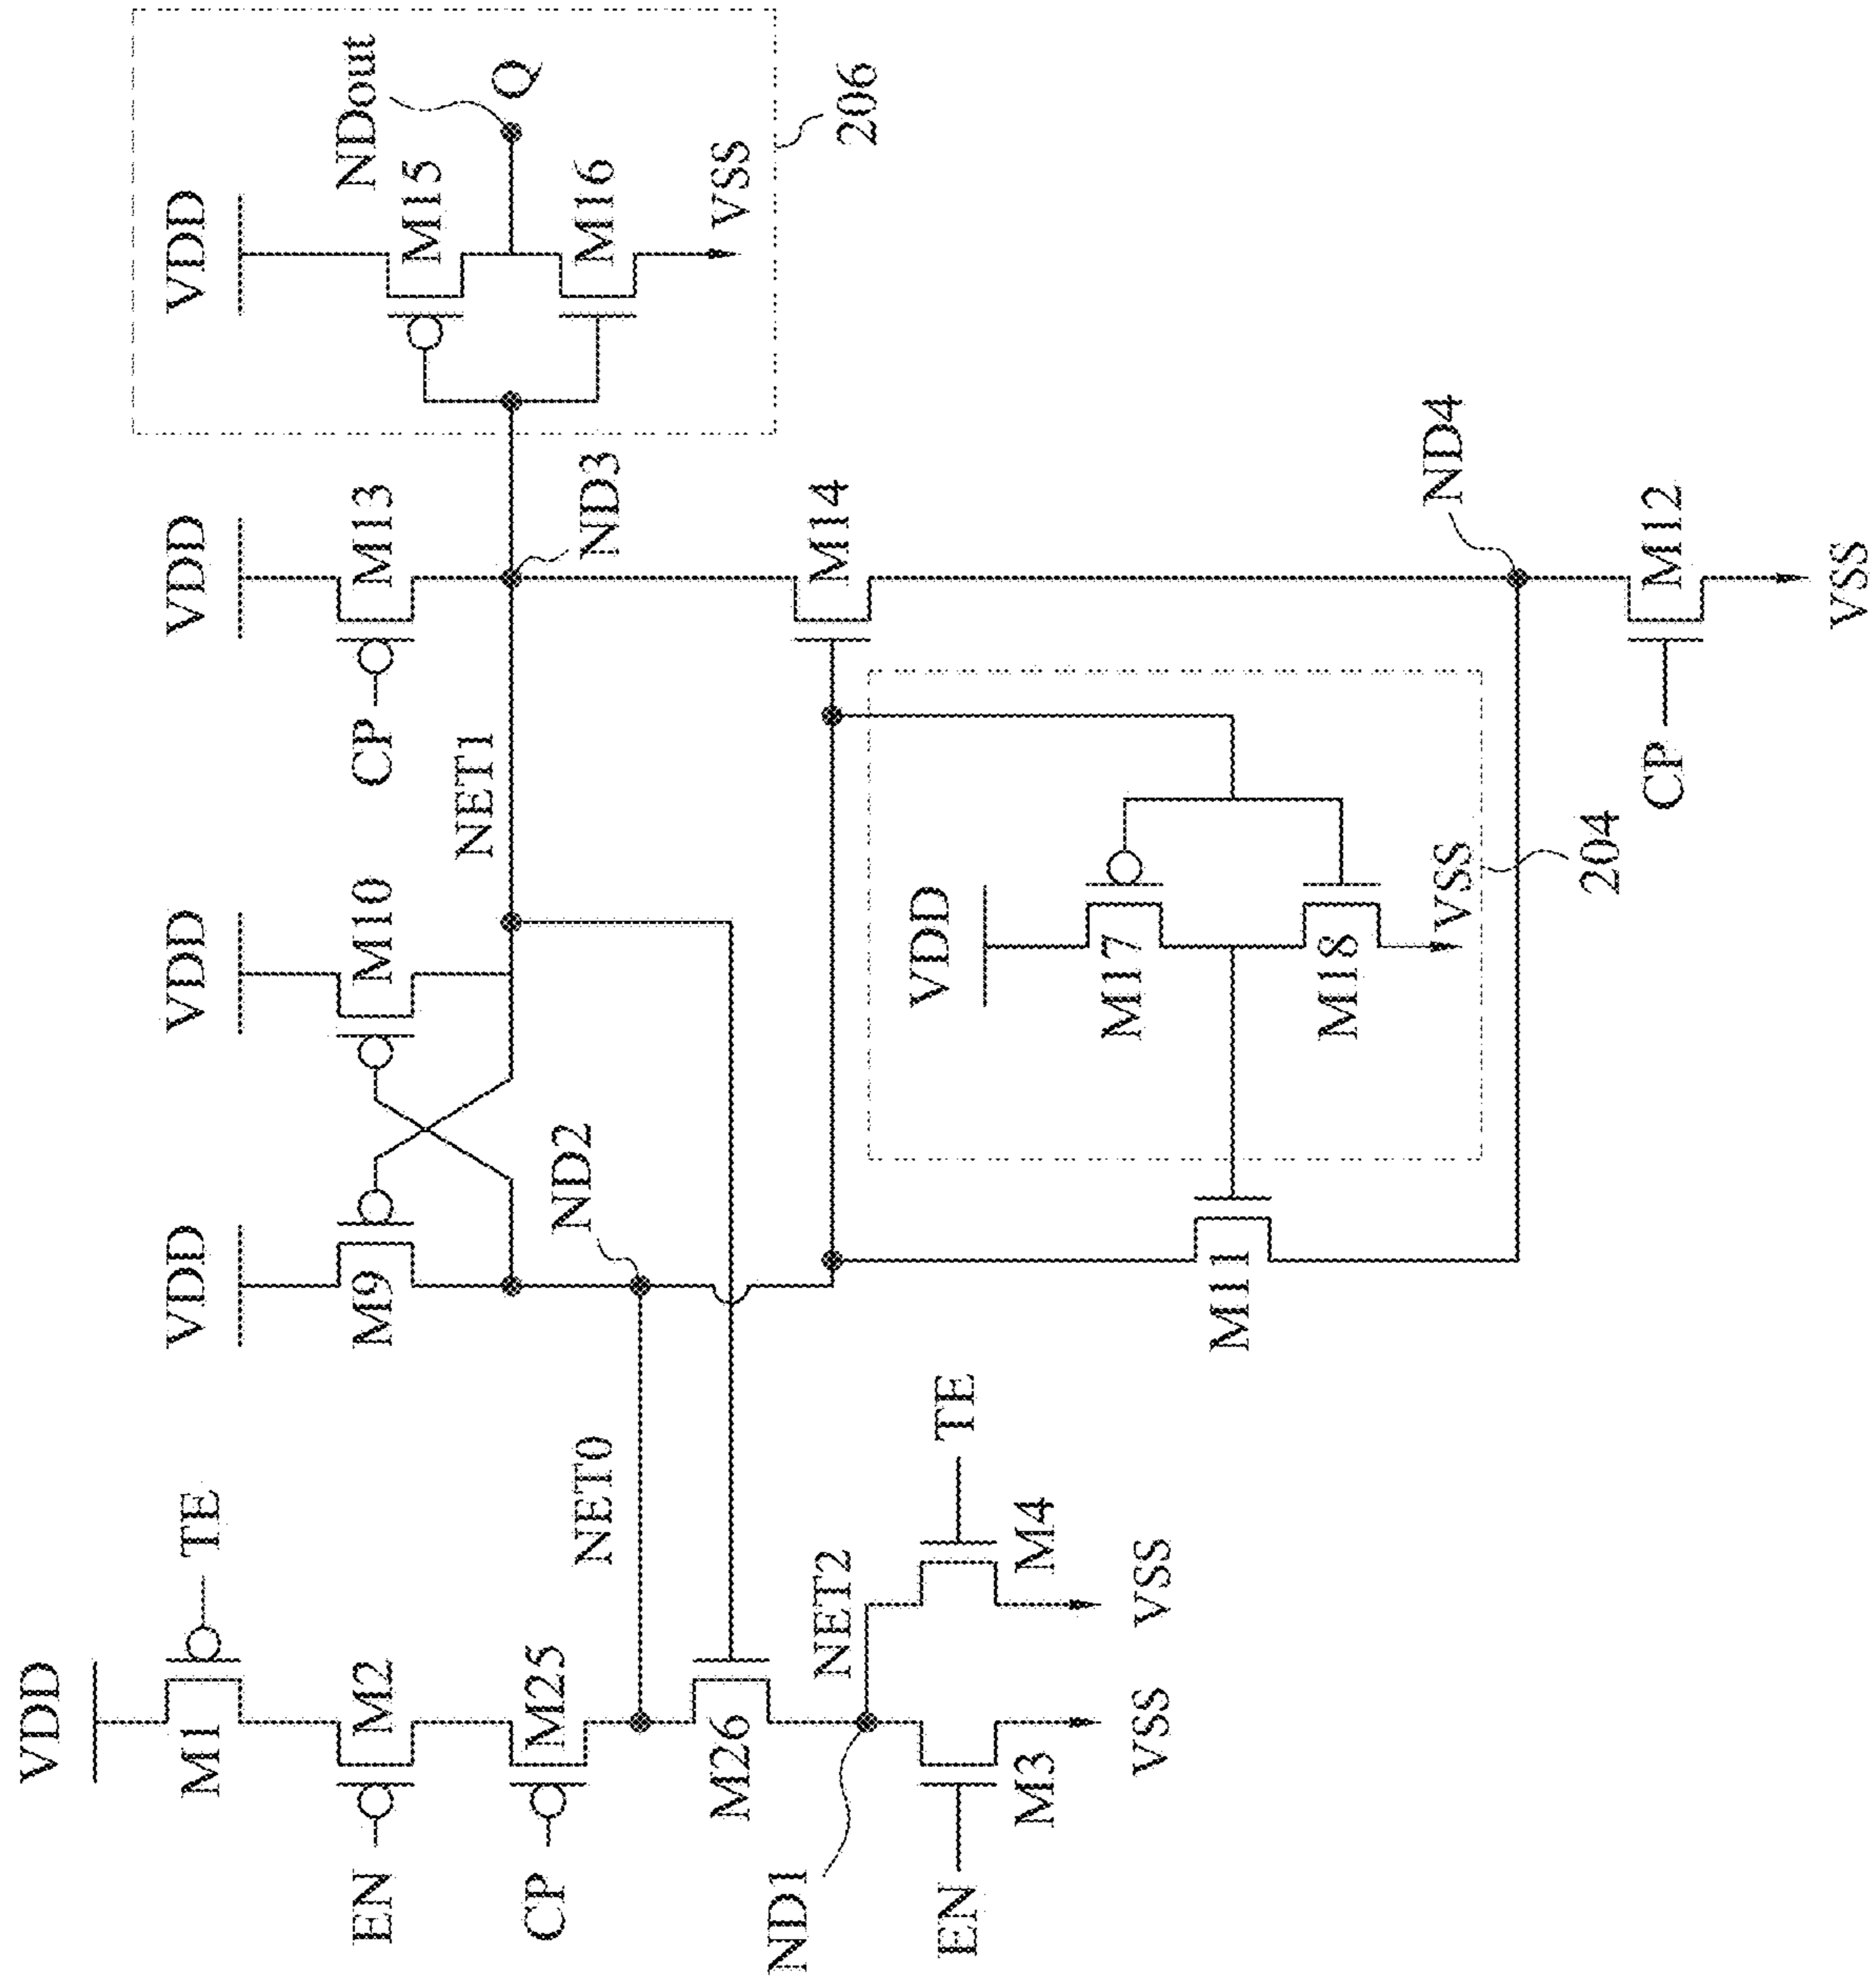 VDD
M1
TE
EN
M2
CP
M25
NET0
M26
ND1
NET2
EN
M3
VSS
TE
M4
VSS
VDD
M9
ND2
VDD
M10
NET1
VDD
CP
M13
ND3
M14
VDD
M17
M18
VSS
204
M11
ND4
CP
M12
VSS
VDD
M15
M16
VSS
NDout
Q
206